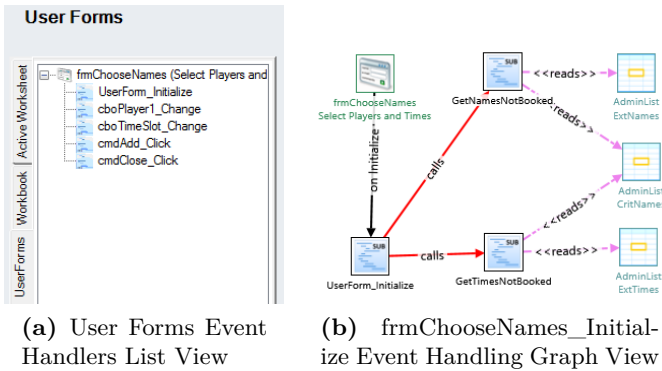 User Forms
Active Worksheet
Workbook
UserForms
frmChooseNames (Select Players and
UserForm_Initialize
cboPlayer1_Change
cboTimeSlot_Change
cmdAdd_Click
cmdClose_Click
frmChooseNames
Select Players and Times
on Initialize
SUB
UserForm_Initialize
calls
calls
SUB
GetNamesNotBooked.
SUB
GetTimesNotBooked
<<reads>>
<<reads>>
<<reads>>
<<reads>>
AdminList
ExtNames
AdminList
CritNames
AdminList
ExtTimes
(a) User Forms Event
Handlers List View
(b) frmChooseNames_Initial-
ize Event Handling Graph View